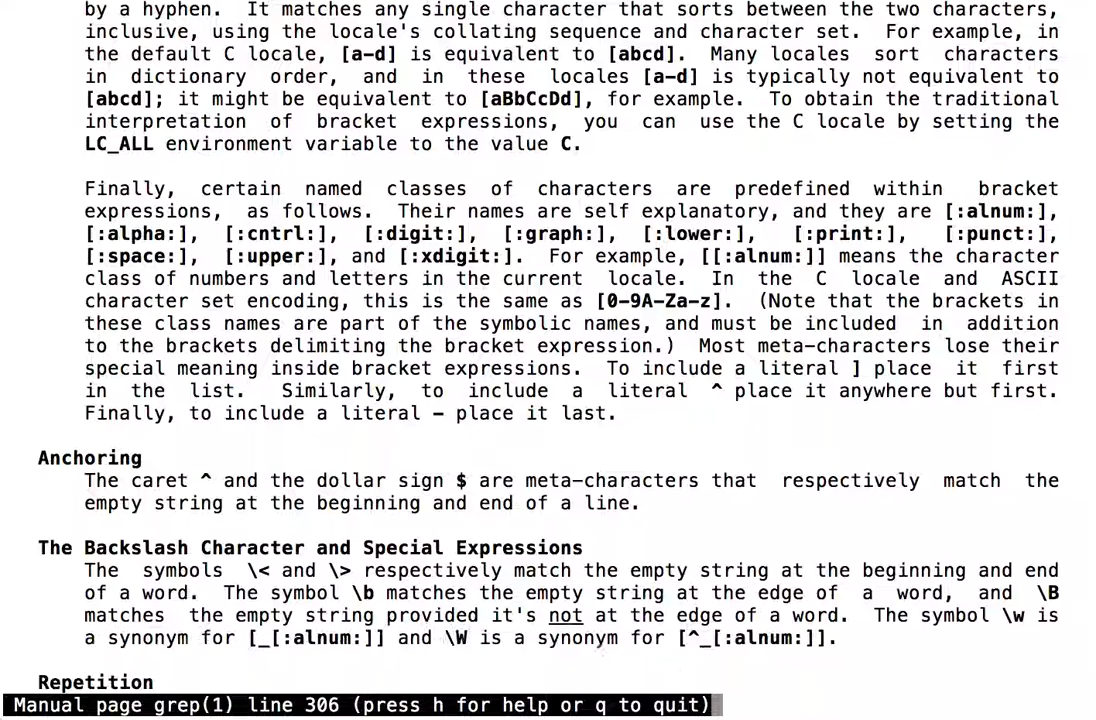 by a hyphen.  It matches any single character that sorts between the two characters,
inclusive, using the locale's collating sequence and character set.  For example, in
the default C locale, [a-d] is equivalent to [abcd].  Many locales  sort  characters
in  dictionary  order,  and  in  these  locales [a-d] is typically not equivalent to
[abcd]; it might be equivalent to [aBbCcDd], for example.  To obtain the traditional
interpretation  of  bracket  expressions,  you  can  use the C locale by setting the
LC_ALL environment variable to the value C.
Finally,  certain  named  classes  of  characters  are  predefined  within   bracket
expressions,  as follows.  Their names are self explanatory, and they are [:alnum:],
[:alpha:],  [:cntrl:],  [:digit:],  [:graph:],  [:lower:],   [:print:],   [:punct:],
[:space:], [:upper:], and [:xdigit:].  For example, [[:alnum:]] means the character
class of numbers and letters in the current  locale.  In  the  C  locale  and  ASCII
character set encoding, this is the same as [0-9A-Za-z].  (Note that the brackets in
these class names are part of the symbolic names, and must be included  in  addition
to the brackets delimiting the bracket expression.)  Most meta-characters lose their
special meaning inside bracket expressions.  To include a literal ] place  it  first
in  the  list.   Similarly,  to  include  a  literal  ^ place it anywhere but first.
Finally, to include a literal - place it last.
Anchoring
The caret ^ and the dollar sign $ are meta-characters that  respectively  match  the
empty string at the beginning and end of a line.
The Backslash Character and Special Expressions
The  symbols  \< and \> respectively match the empty string at the beginning and end
of a word.  The symbol \b matches the empty string at the edge of  a  word,  and  \B
matches  the empty string provided it's not at the edge of a word.  The symbol \w is
a synonym for [_[:alnum:]] and \W is a synonym for [^_[:alnum:]].
Repetition
Manual page grep(1) line 306 (press h for help or q to quit)